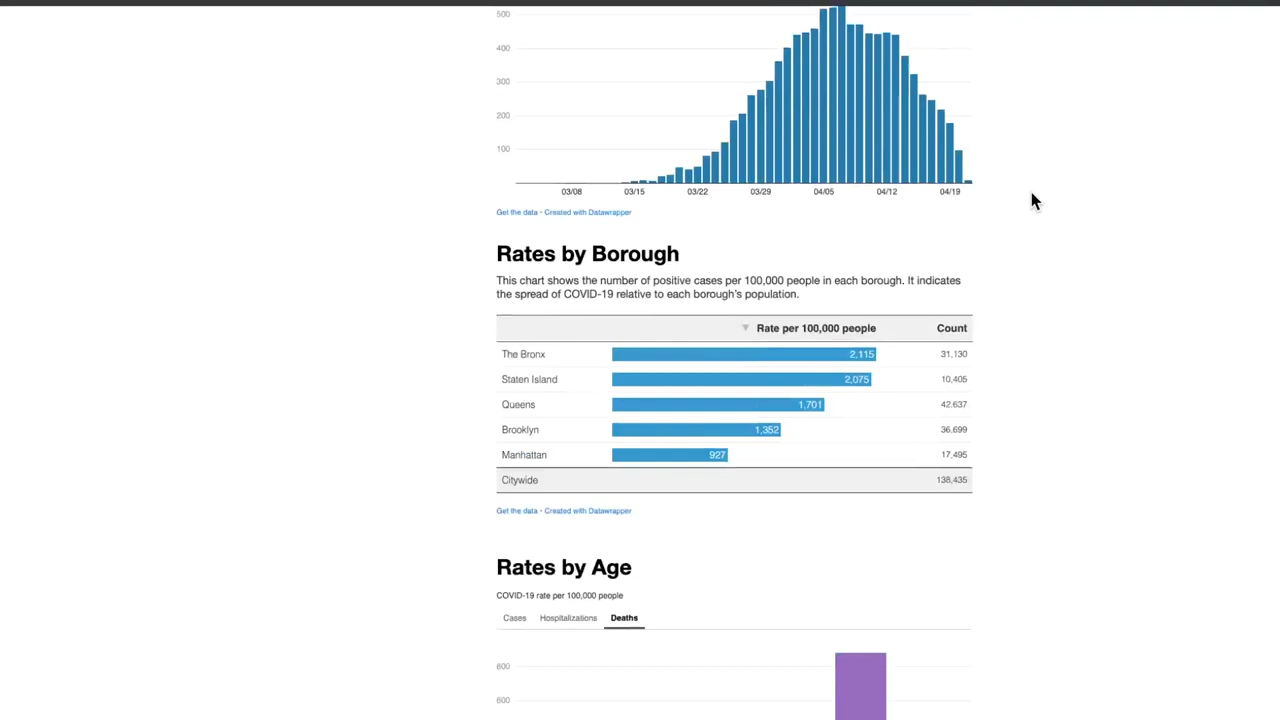 500
400
300
200
100
03/08 03/15 03/22 03/29 04/05 04/12 04/19
Get the data - Created with Datawrapper
Rates by Borough
This chart shows the number of positive cases per 100,000 people in each borough. It indicates
the spread of COVID-19 relative to each borough's population.
Rate per 100,000 people Count
The Bronx 2,115 31,130
Staten Island 2,075 10,405
Queens 1,701 42,637
Brooklyn 1,352 36,699
Manhattan 927 17,495
Citywide 138,435
Get the data - Created with Datawrapper
Rates by Age
COVID-19 rate per 100,000 people
Cases Hospitalizations Deaths
800
600